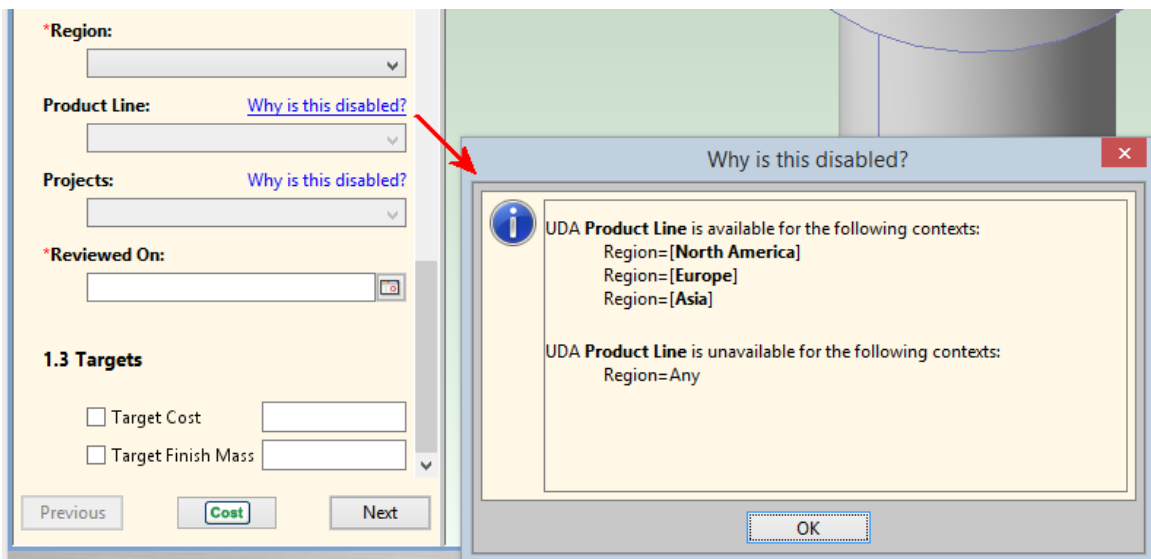 *Region:
Product Line: Why is this disabled?
Projects: Why is this disabled?
*Reviewed On:
1.3 Targets
Target Cost
Target Finish Mass
Previous Cost Next
Why is this disabled?
UDA Product Line is available for the following contexts:
Region=[North America]
Region=[Europe]
Region=[Asia]
UDA Product Line is unavailable for the following contexts:
Region=Any
OK